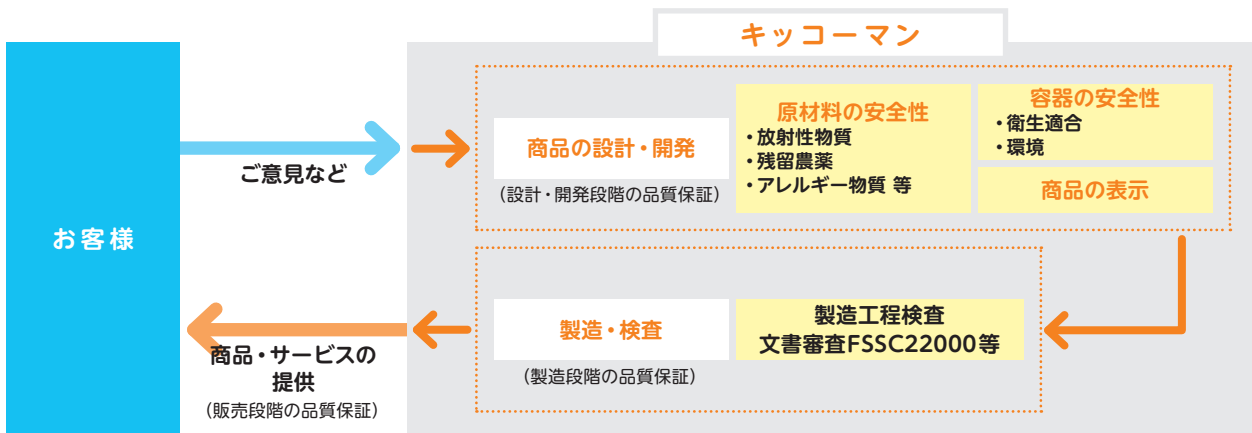 キッコーマン
お客様
ご意見など
商品の設計・開発
（設計・開発段階の品質保証）
原材料の安全性
・放射性物質
・残留農薬
・アレルギー物質 等
容器の安全性
・衛生適合
・環境
商品の表示
製造・検査
（製造段階の品質保証）
製造工程検査
文書審査FSSC22000等
商品・サービスの
提供
（販売段階の品質保証）